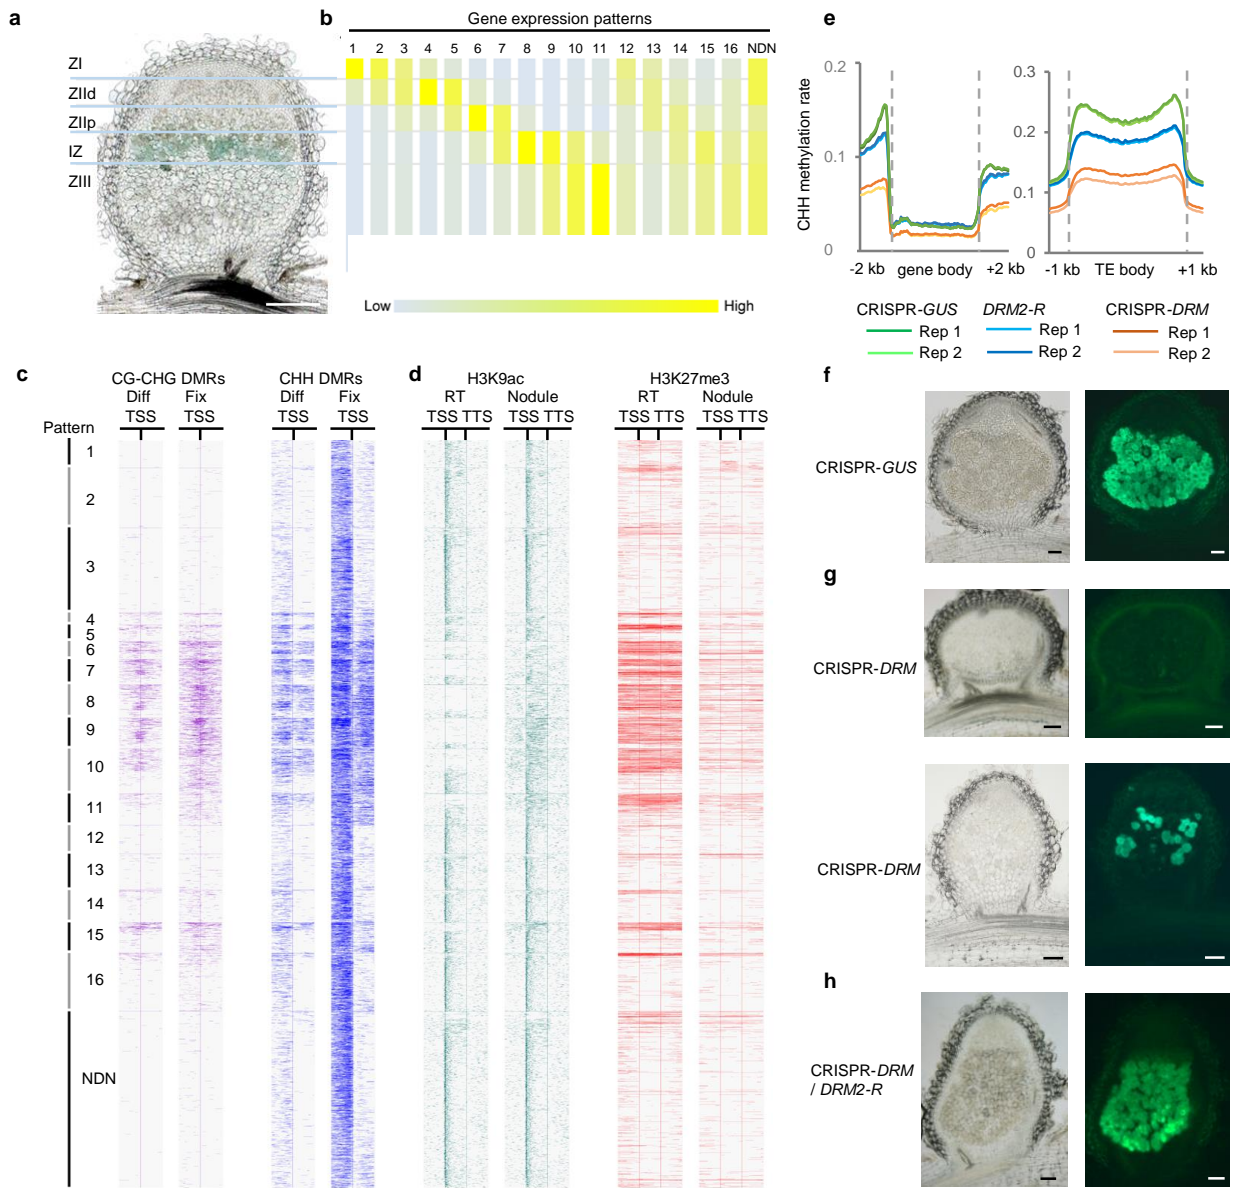 a
ZI
ZIId
ZIIp
IZ
ZIII
b
Gene expression patterns
1 2 3 4 5 6 7 8 9 10 11 12 13 14 15 16 NDN
Low High
c
CG-CHG DMRs CHH DMRs
Diff Fix Diff Fix
TSS TSS TSS TSS
Pattern
1
2
3
4
5
6
7
8
9
10
11
12
13
14
15
16
NDN
d
H3K9ac H3K27me3
RT Nodule RT Nodule
TSS TTS TSS TTS TSS TTS TSS TTS
e
CHH methylation rate
0.2
0.1
0
-2 kb gene body +2 kb
0.3
0.2
0.1
0
-1 kb TE body +1 kb
CRISPR-GUS DRM2-R CRISPR-DRM
Rep 1 Rep 1 Rep 1
Rep 2 Rep 2 Rep 2
f
CRISPR-GUS
g
CRISPR-DRM
CRISPR-DRM
h
CRISPR-DRM
/ DRM2-R